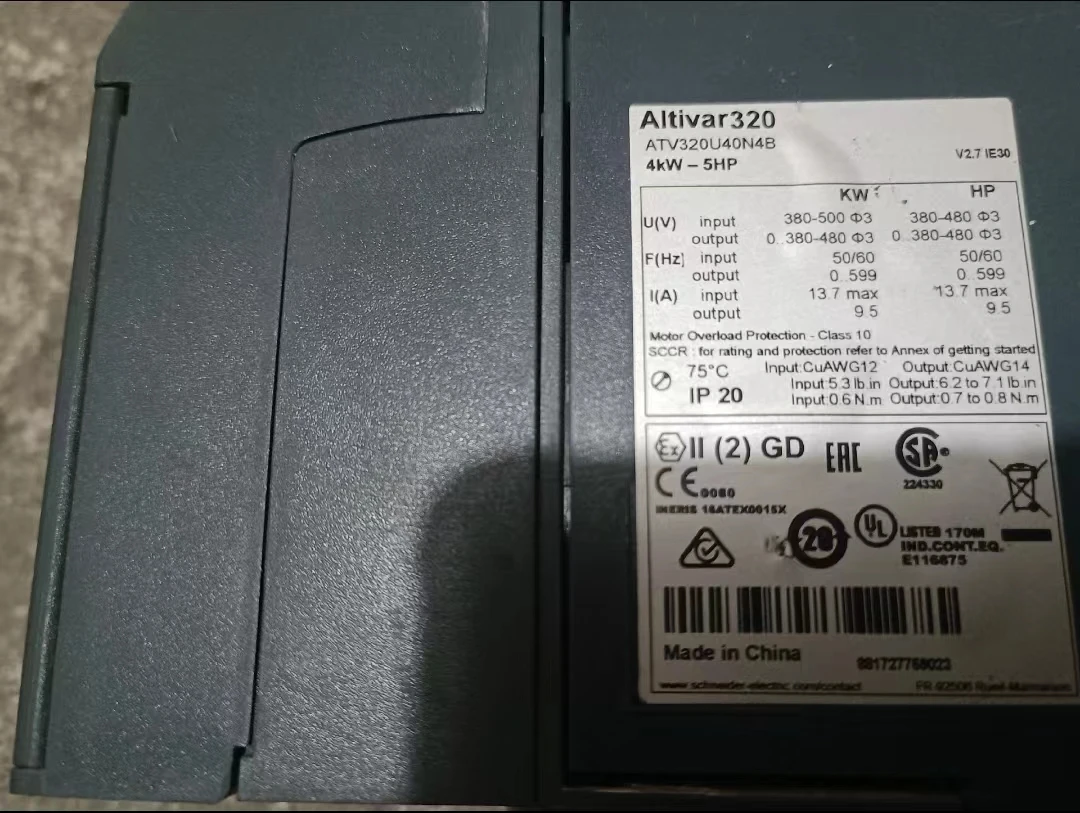 Altivar320
ATV320U40N4B
4kW – 5HP
V2.7 IE30
KW HP
U(V) input 380-500 Φ3 380-480 Φ3
output 0..380-480 Φ3 0..380-480 Φ3
F(Hz) input 50/60 50/60
output 0..599 0..599
I(A) input 13.7 max 13.7 max
output 9.5 9.5
Motor Overload Protection - Class 10
SCCR : for rating and protection refer to Annex of getting started
75°C Input:CuAWG12 Output:CuAWG14
Input:5.3 lb.in Output:6.2 to 7.1 lb.in
IP 20 Input:0.6 N.m Output:0.7 to 0.8 N.m
Ex II (2) GD EAC SA
224330
CE 0080
INERIS 16ATEX0015X
20 UL LISTED 170M
IND.CONT.EQ.
E116875
Made in China
www.schneider-electric.com/contact